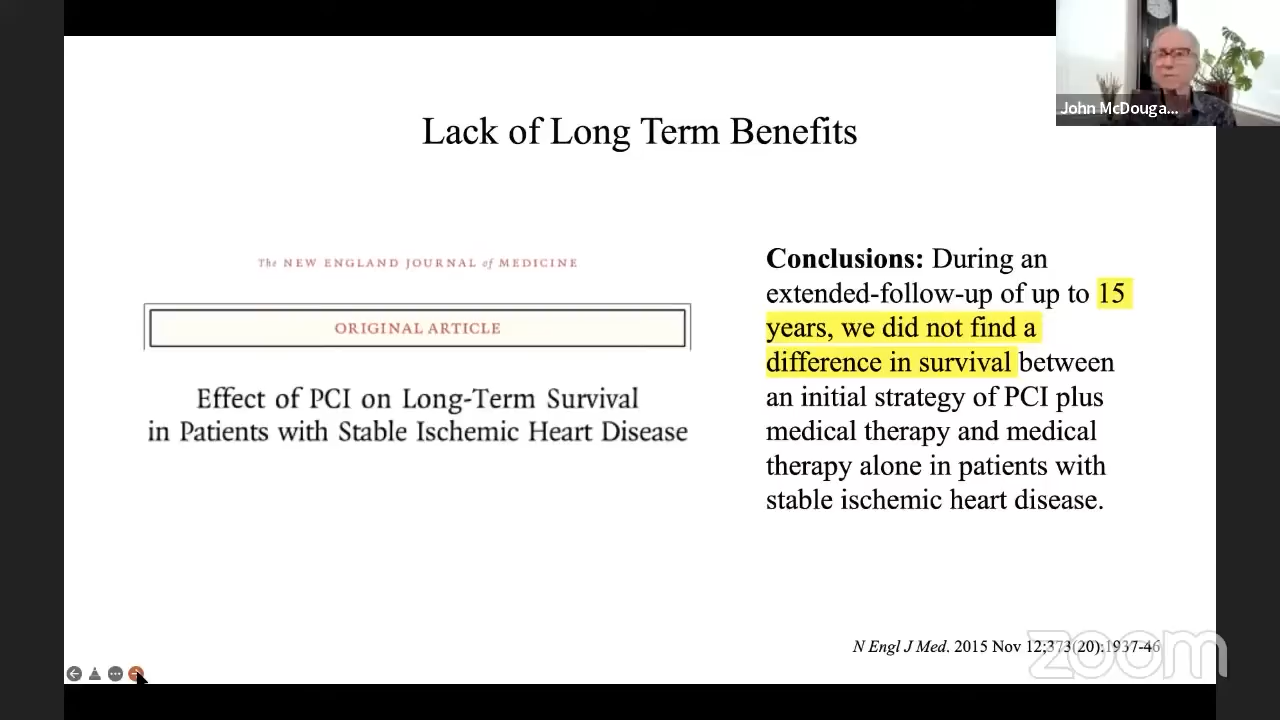 John McDouga...
Lack of Long Term Benefits
The NEW ENGLAND JOURNAL of MEDICINE
ORIGINAL ARTICLE
Effect of PCI on Long-Term Survival
in Patients with Stable Ischemic Heart Disease
Conclusions: During an
extended-follow-up of up to 15
years, we did not find a
difference in survival between
an initial strategy of PCI plus
medical therapy and medical
therapy alone in patients with
stable ischemic heart disease.
N Engl J Med. 2015 Nov 12;373(20):1937-46
zoom